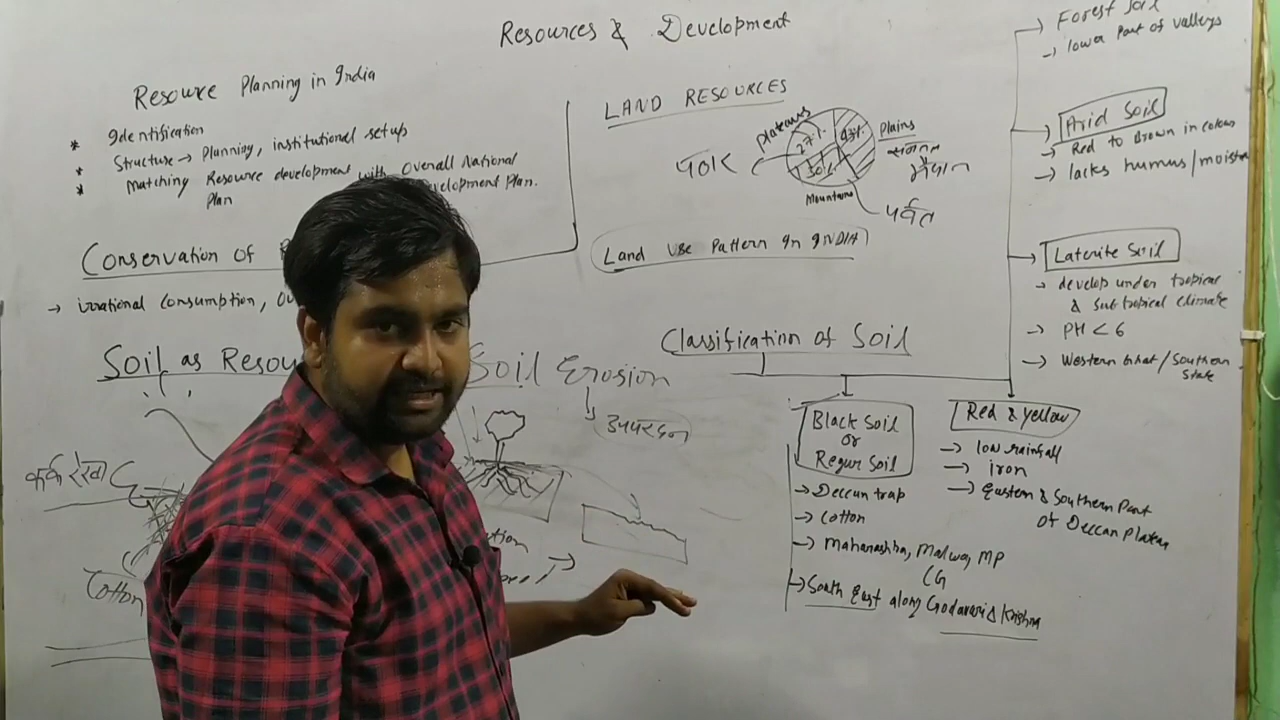 Resources & Development
Resource Planning in India
* Identification
* Structure → Planning, institutional setups
* Matching Resource development with Overall National
Plan
Development Plan.
Conservation of
→ irrational Consumption,
Soil as
Soil Erosion
अपरदन
कर्क रेखा
Cotton
LAND RESOURCES
Plateaus
27%
43%
30%
Plains
मैदान
पठार
Mountains
पर्वत
Land Use Pattern In INDIA
Classification of Soil
Black Soil
or
Regur Soil
→ Deccan trap
→ Cotton
→ Maharashtra, Malwa, MP
CG
→ South East along Godavari & Krishna
Red & Yellow
→ low rainfall
→ iron
→ Eastern & Southern Part
of Deccan Plateau
Forest Soil
→ lower part of valleys
Arid Soil
→ Red to Brown in colour
→ lacks humus/
Laterite Soil
→ develop under tropical
& subtropical climate
→ PH < 6
→ Western Ghat/Southern
State